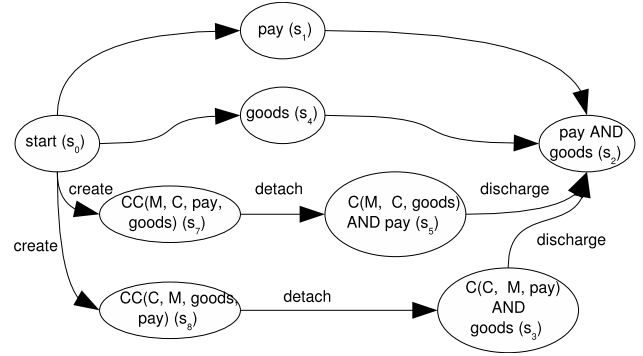 pay (s1)
goods (s4)
start (s0)
pay AND
goods (s2)
create
CC(M, C, pay,
goods) (s7)
detach
C(M, C, goods)
AND pay (s5)
discharge
create
CC(C, M, goods,
pay) (s8)
detach
C(C, M, pay)
AND
goods (s3)
discharge